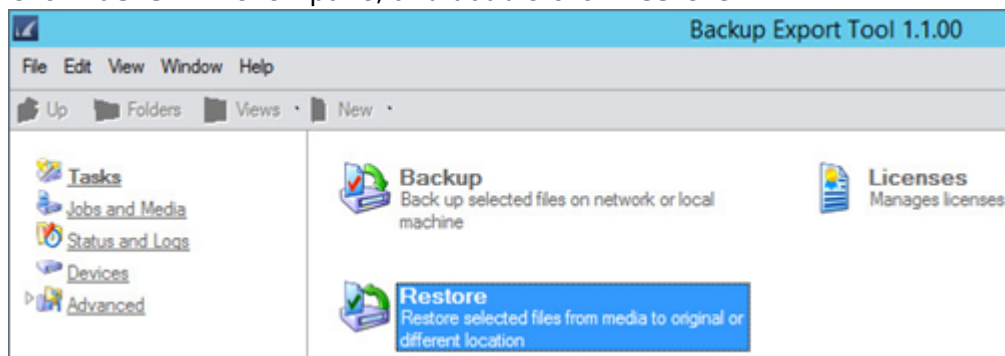 Backup Export Tool 1.1.00
File Edit View Window Help
Up Folders Views New
Tasks
Jobs and Media
Status and Logs
Devices
Advanced
Backup
Back up selected files on network or local
machine
Licenses
Manages licenses
Restore
Restore selected files from media to original or
different location